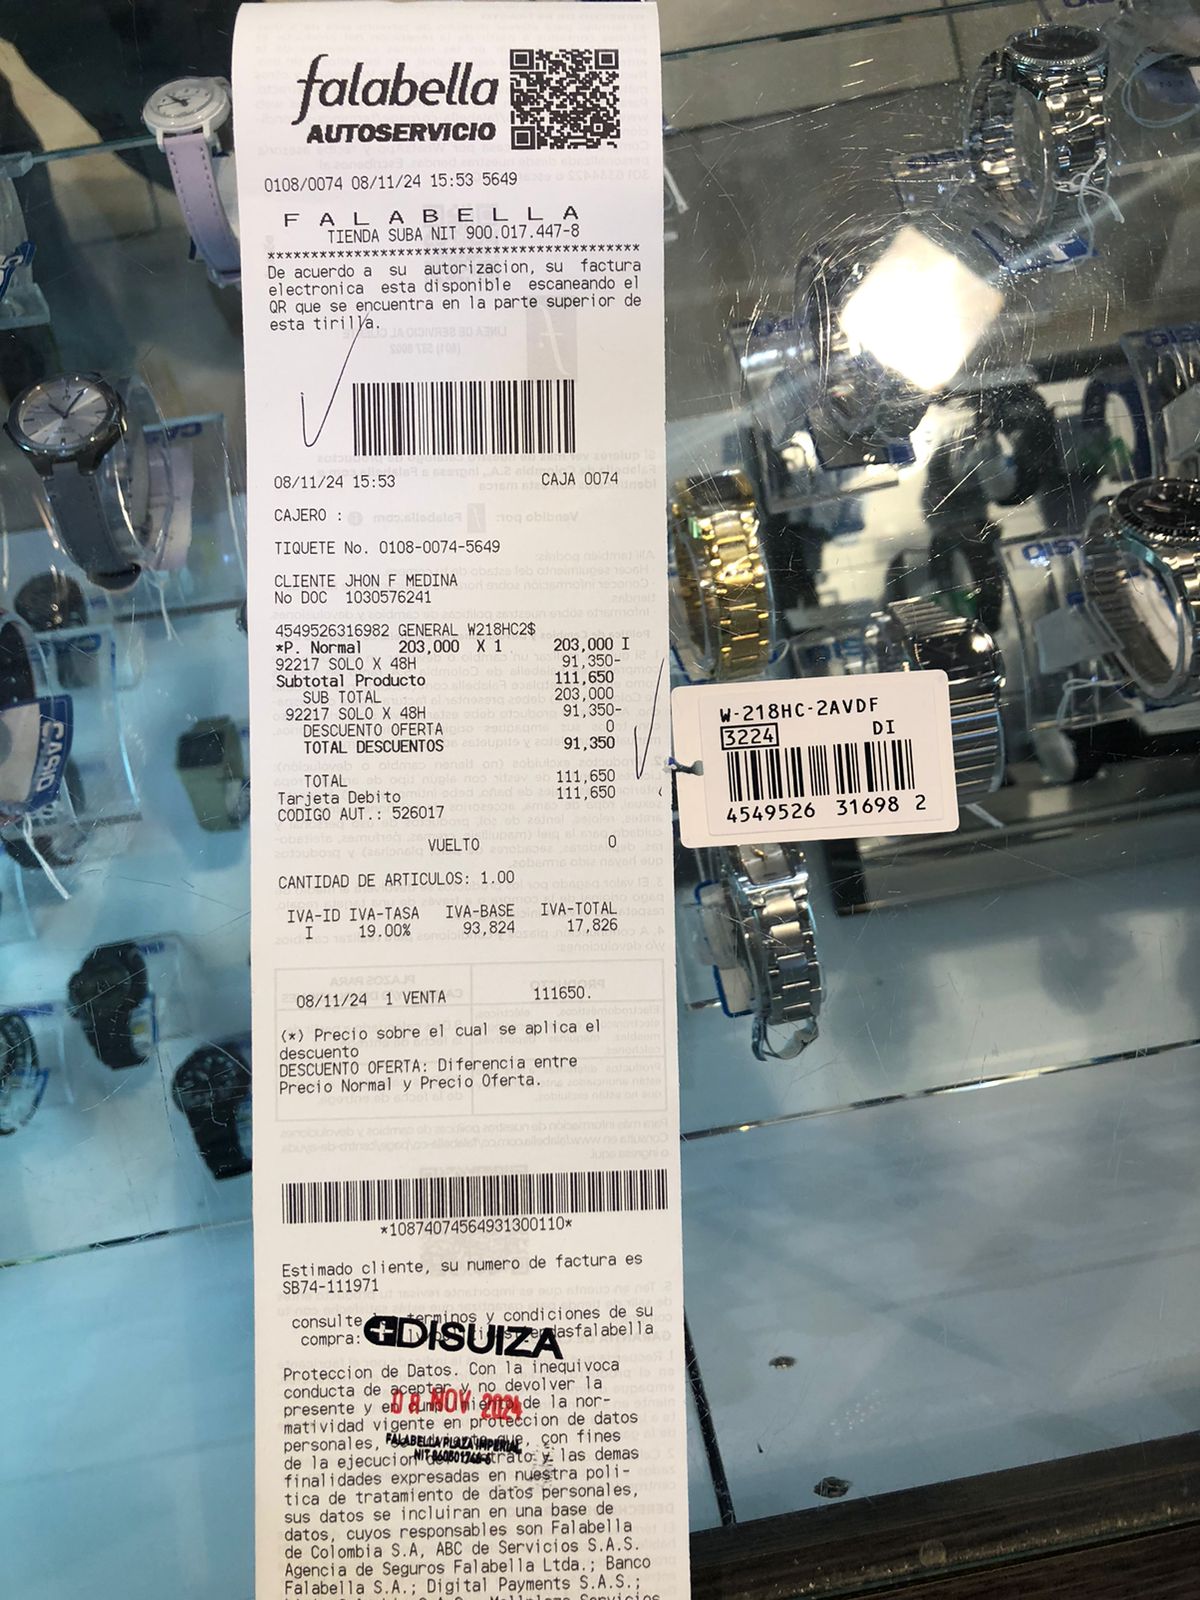 falabella
AUTOSERVICIO
0108/0074 08/11/24 15:53 5649
F A L A B E L L A
TIENDA SUBA NIT 900.017.447-8
****************************************
De acuerdo a su autorizacion, su factura
electronica esta disponible escaneando el
QR que se encuentra en la parte superior de
esta tirilla.
08/11/24 15:53 CAJA 0074
CAJERO :
TIQUETE No. 0108-0074-5649
CLIENTE JHON F MEDINA
No DOC 1030576241
4549526316982 GENERAL W218HC2$
*P. Normal 203,000 X 1 203,000 I
92217 SOLO X 48H 91,350-
Subtotal Producto 111,650
SUB TOTAL 203,000
92217 SOLO X 48H 91,350-
DESCUENTO OFERTA 0
TOTAL DESCUENTOS 91,350
TOTAL 111,650
Tarjeta Debito 111,650
CODIGO AUT.: 526017
VUELTO 0
CANTIDAD DE ARTICULOS: 1.00
IVA-ID IVA-TASA IVA-BASE IVA-TOTAL
I 19.00% 93,824 17,826
08/11/24 1 VENTA 111650.
(*) Precio sobre el cual se aplica el
descuento
DESCUENTO OFERTA: Diferencia entre
Precio Normal y Precio Oferta.
*10874074564931300110*
Estimado cliente, su numero de factura es
SB74-111971
consulte terminos y condiciones de su
compra:
DISUIZA
Proteccion de Datos. Con la inequivoca
conducta de aceptar y no devolver la
presente y en de la nor-
08 NOV 2024
matividad vigente en proteccion de datos
personales, que, con fines
FALABELLA PLAZA IMPERIAL
de la ejecucion y las demas
finalidades expresadas en nuestra poli-
tica de tratamiento de datos personales,
sus datos se incluiran en una base de
datos, cuyos responsables son Falabella
de Colombia S.A, ABC de Servicios S.A.S.
Agencia de Seguros Falabella Ltda.; Banco
Falabella S.A.; Digital Payments S.A.S.;
W-218HC-2AVDF
3224 DI
4549526 31698 2
CASIO